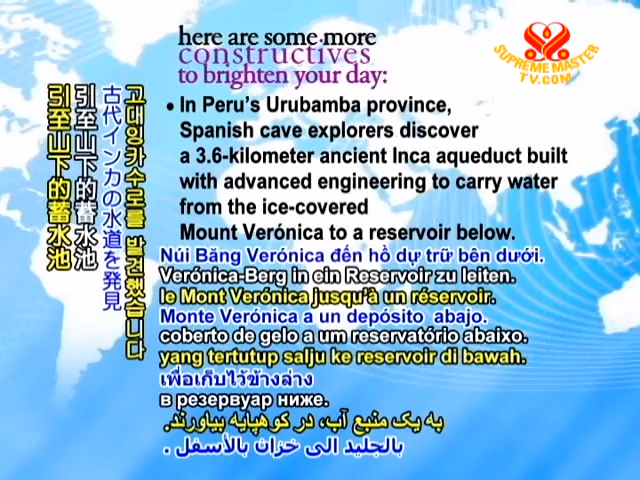 here are some more
constructives
to brighten your day:
SUPREME MASTER
TV.COM
• In Peru's Urubamba province,
Spanish cave explorers discover
a 3.6-kilometer ancient Inca aqueduct built
with advanced engineering to carry water
from the ice-covered
Mount Verónica to a reservoir below.
引至山下的蓄水池
引至山下的蓄水池
古代インカの水道を発見
고대잉카수로를 발견했습니다
Núi Băng Verónica đến hồ dự trữ bên dưới.
Verónica-Berg in ein Reservoir zu leiten.
le Mont Verónica jusqu'à un réservoir.
Monte Verónica a un depósito abajo.
coberto de gelo a um reservatório abaixo.
yang tertutup salju ke reservoir di bawah.
เพื่อเก็บไว้ข้างล่าง
в резервуар ниже.
به یک منبع آب، در کوهپایه بیاورند.
بالجليد الى خزان بالأسفل .